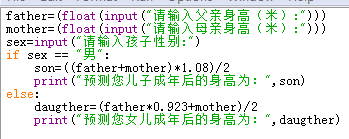 father=(float(input("请输入父亲身高（米）:")))
mother=(float(input("请输入母亲身高（米）:")))
sex=input("请输入孩子性别:")
if sex == "男":
    son=((father+mother)*1.08)/2
    print("预测您儿子成年后的身高为：",son)
else:
    daugther=(father*0.923+mother)/2
    print("预测您女儿成年后的身高为：",daugther)